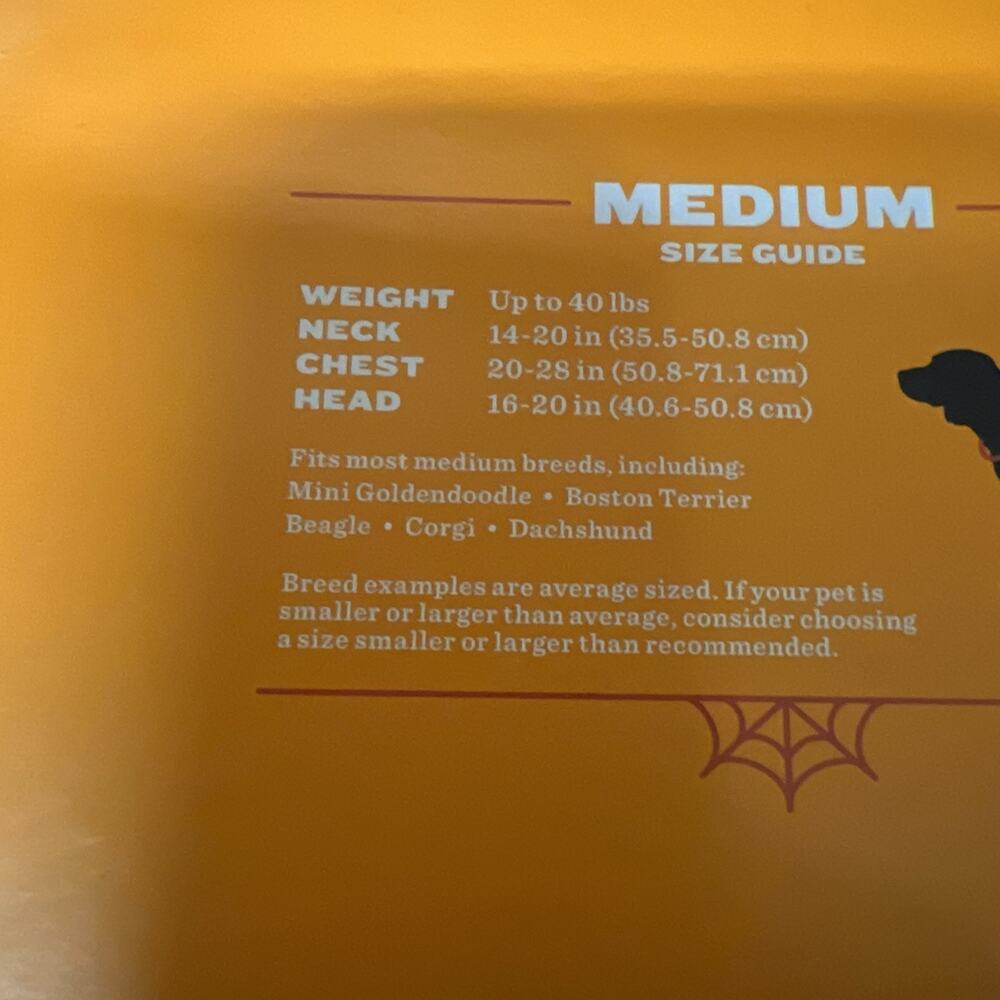 MEDIUM
SIZE GUIDE
WEIGHT Up to 40 lbs
NECK 14-20 in (35.5-50.8 cm)
CHEST 20-28 in (50.8-71.1 cm)
HEAD 16-20 in (40.6-50.8 cm)
Fits most medium breeds, including:
Mini Goldendoodle • Boston Terrier
Beagle • Corgi • Dachshund
Breed examples are average sized. If your pet is
smaller or larger than average, consider choosing
a size smaller or larger than recommended.